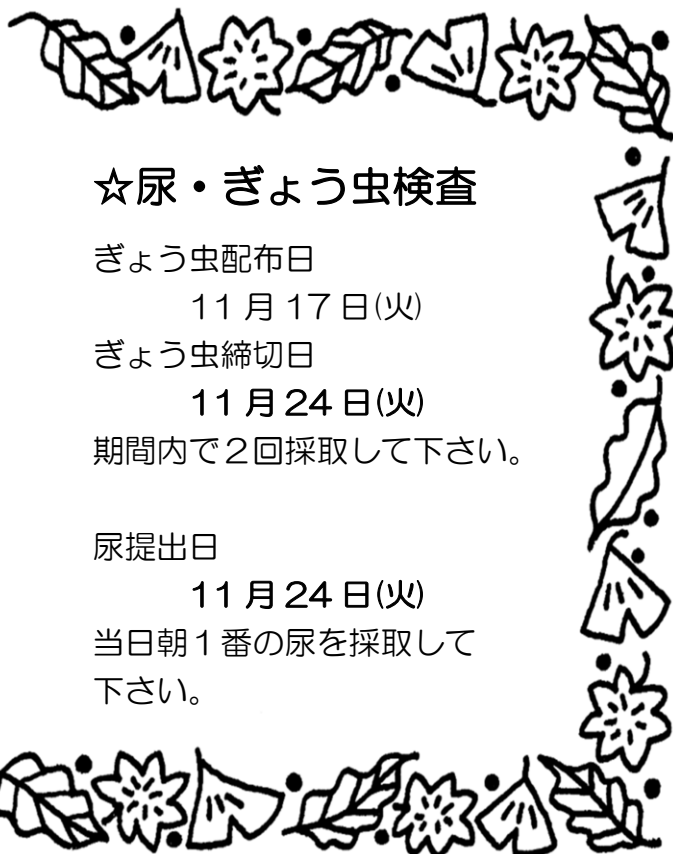 ☆尿・ぎょう虫検査
ぎょう虫配布日
11月17日(火)
ぎょう虫締切日
11月24日(火)
期間内で２回採取して下さい。
尿提出日
11月24日(火)
当日朝１番の尿を採取して
下さい。